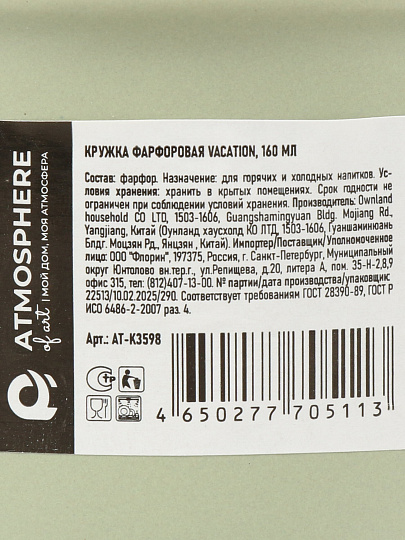 ATMOSPHERE
of art | МОЙ ДОМ, МОЯ АТМОСФЕРА
КРУЖКА ФАРФОРОВАЯ VACATION, 160 МЛ
Состав: фарфор. Назначение: для горячих и холодных напитков. Ус-
ловия хранения: хранить в крытых помещениях. Срок годности не
ограничен при соблюдении условий хранения. Производитель: Ownland
household CO LTD, 1503-1606, Guangshamingyuan Bldg. Mojiang Rd.,
Yangjiang, Китай (Оунланд хаусхолд КО ЛТД, 1503-1606, Гуаншаминюань
Блдг. Моцзян Рд., Янцзян , Китай). Импортер/Поставщик/Уполномоченное
лицо: ООО "Флорин", 197375, Россия, г. Санкт-Петербург, Муниципальный
округ Юнтолово вн.тер.г., ул.Репищева, д.20, литера А, пом. 35-Н-2,8,9
офис 315, тел. (812)407-13-00. № партии/дата производства/упаковщик:
22513/10.02.2025/290. Соответствует требованиям ГОСТ 28390-89, ГОСТ Р
ИСО 6486-2-2007 раз. 4.
Арт.: AT-K3598
4 650277 705113